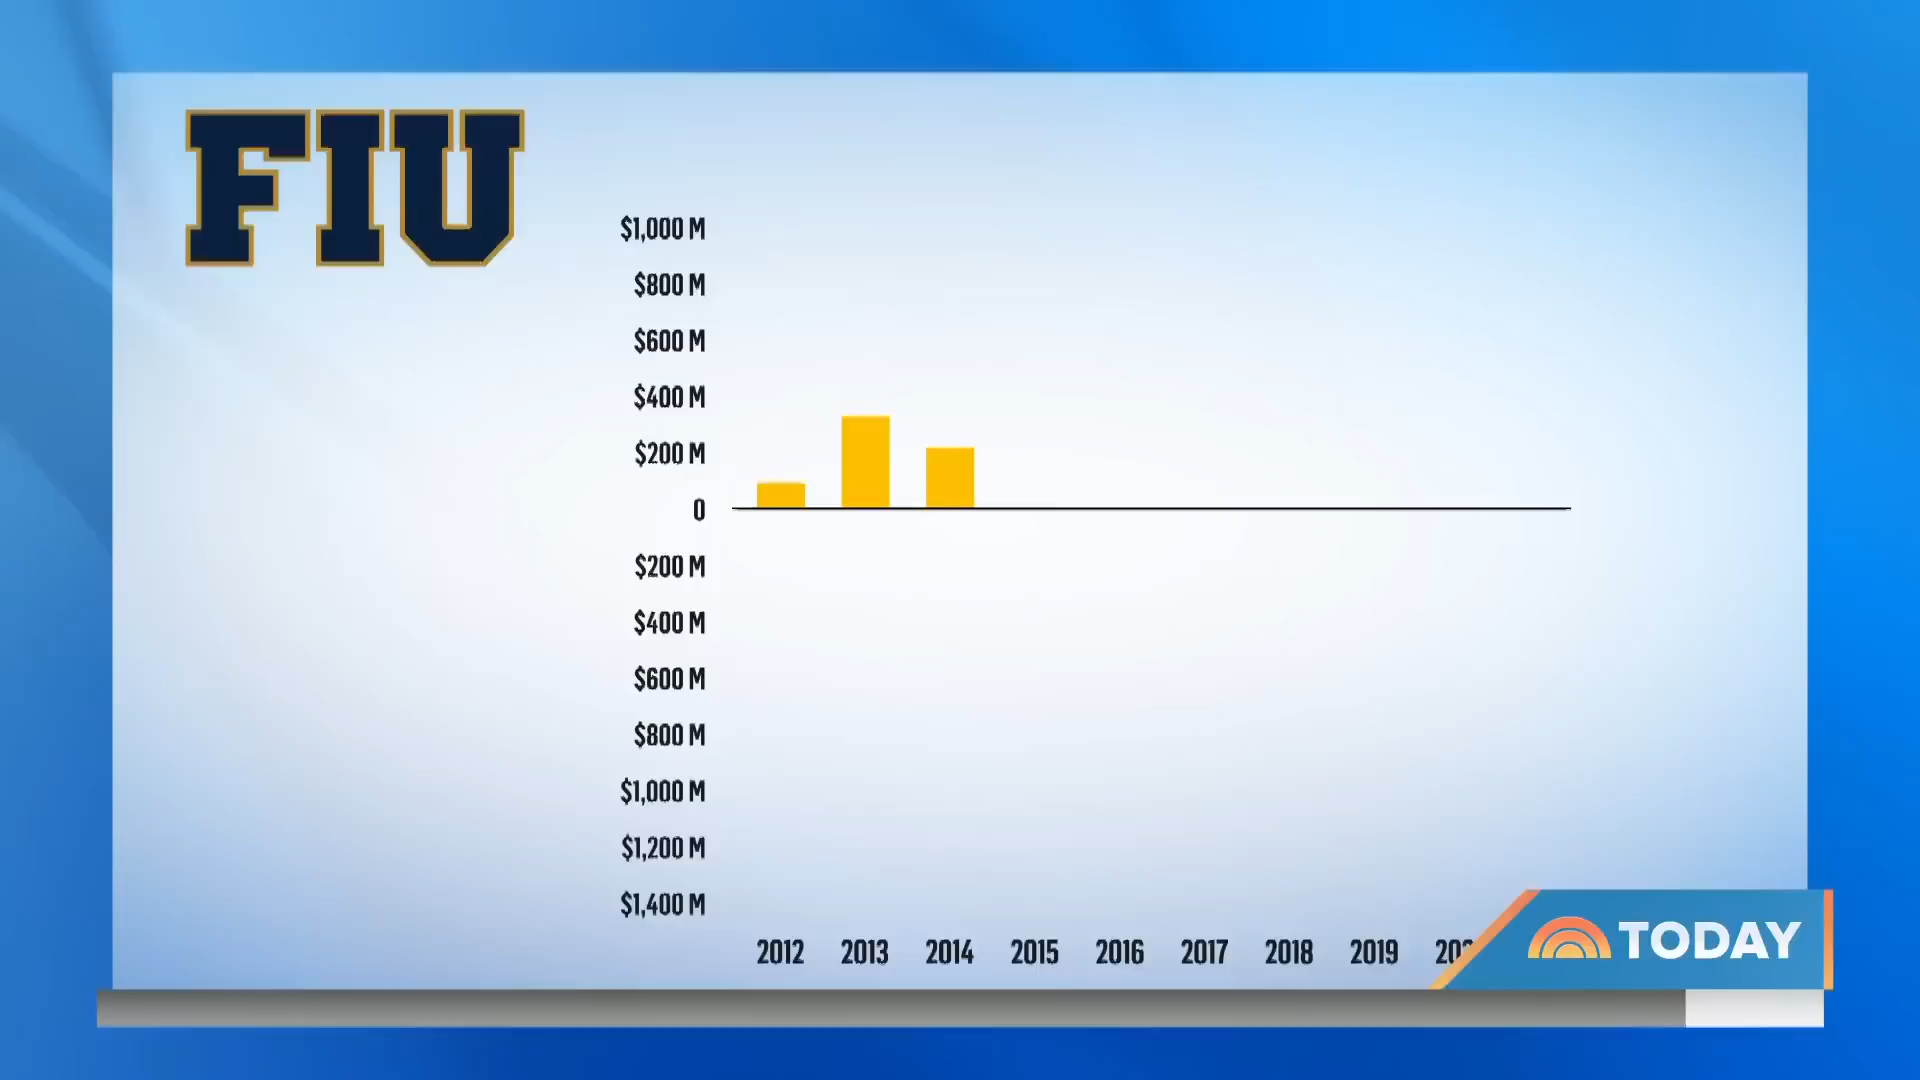 FIU
$1,000 M
$800 M
$600 M
$400 M
$200 M
0
$200 M
$400 M
$600 M
$800 M
$1,000 M
$1,200 M
$1,400 M
2012 2013 2014 2015 2016 2017 2018 2019
TODAY